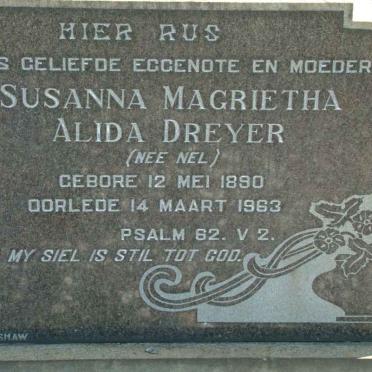 HIER RUS
S GELIEFDE EGGENOTE EN MOEDER
SUSANNA MAGRIETHA
ALIDA DREYER
(NEE NEL)
GEBORE 12 MEI 1890
OORLEDE 14 MAART 1963
PSALM 62. V 2.
MY SIEL IS STIL TOT GOD.
SHAW